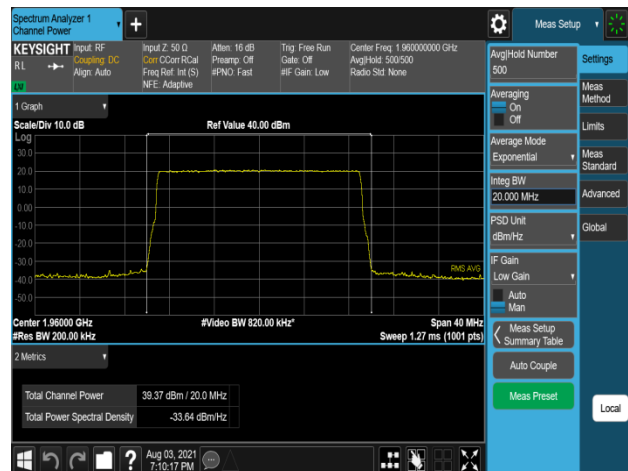 Spectrum Analyzer 1
Channel Power
Meas Setup
KEYSIGHT
RL
Input: RF
Coupling: DC
Align: Auto
Input Z: 50 Ω
Corr CCorr RCal
Freq Ref: Int (S)
NFE: Adaptive
Atten: 16 dB
Preamp: Off
#PNO: Fast
Trig: Free Run
Gate: Off
#IF Gain: Low
Center Freq: 1.960000000 GHz
Avg|Hold: 500/500
Radio Std: None
1 Graph
Scale/Div 10.0 dB
Ref Value 40.00 dBm
Log
30.0
20.0
10.0
0.00
-10.0
-20.0
-30.0
-40.0
-50.0
RMS AVG
Center 1.96000 GHz
#Video BW 820.00 kHz*
Span 40 MHz
#Res BW 200.00 kHz
Sweep 1.27 ms (1001 pts)
2 Metrics
Total Channel Power 39.37 dBm / 20.0 MHz
Total Power Spectral Density -33.64 dBm/Hz
Aug 03, 2021
7:10:17 PM
Avg|Hold Number
500
Averaging
On
Off
Average Mode
Exponential
Integ BW
20.000 MHz
PSD Unit
dBm/Hz
IF Gain
Low Gain
Auto
Man
Meas Setup
Summary Table
Auto Couple
Meas Preset
Settings
Meas
Method
Limits
Meas
Standard
Advanced
Global
Local